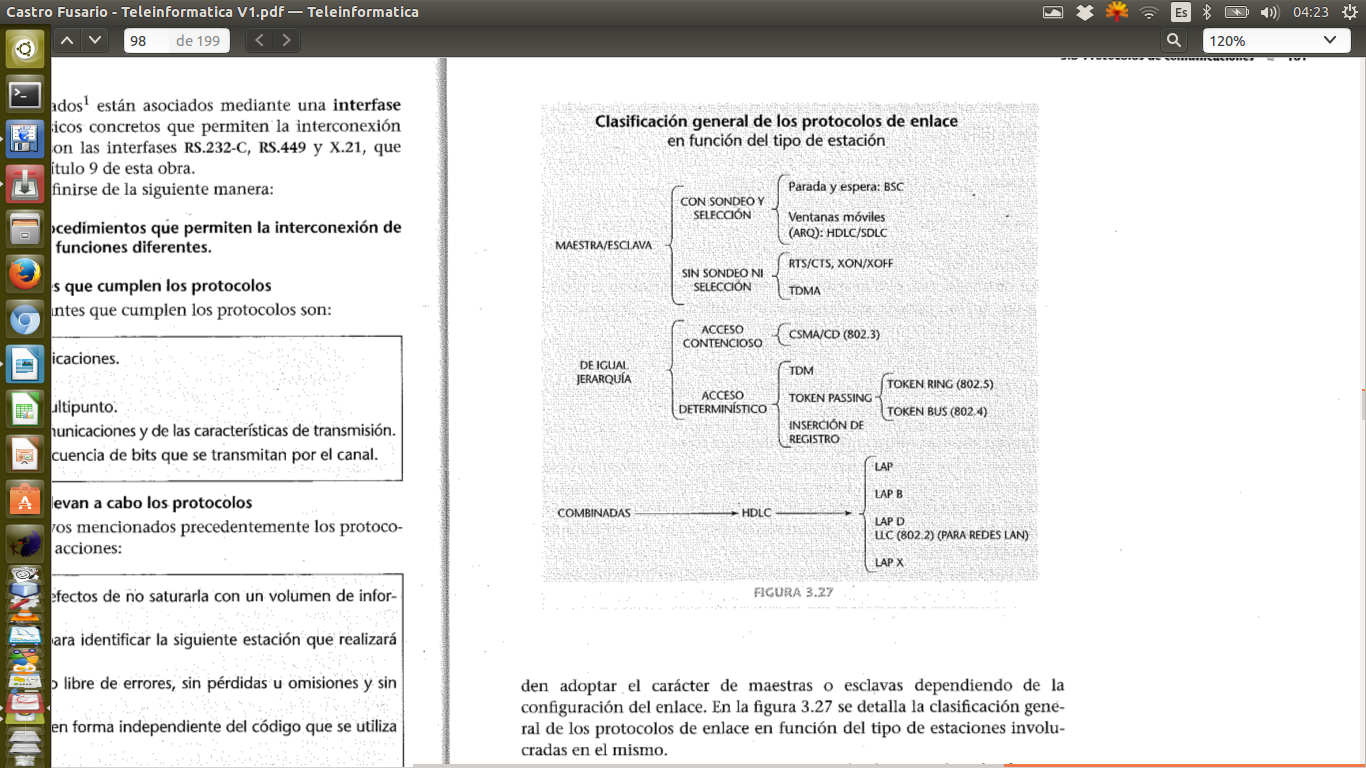 Castro Fusario - Teleinformatica V1.pdf — Teleinformatica
Es
04:23
98 de 199
120%
ados¹ están asociados mediante una interfase
sicos concretos que permiten la interconexión
on las interfases RS.232-C, RS.449 y X.21, que
ítulo 9 de esta obra.
finirse de la siguiente manera:
ocedimientos que permiten la interconexión de
funciones diferentes.
s que cumplen los protocolos
ntes que cumplen los protocolos son:
icaciones.
ultipunto.
nunicaciones y de las características de transmisión.
cuencia de bits que se transmitan por el canal.
evan a cabo los protocolos
vos mencionados precedentemente los protoco-
acciones:
efectos de no saturarla con un volumen de infor-
ara identificar la siguiente estación que realizará
o libre de errores, sin pérdidas u omisiones y sin
en forma independiente del código que se utiliza
Clasificación general de los protocolos de enlace
en función del tipo de estación
MAESTRA/ESCLAVA
CON SONDEO Y
SELECCIÓN
Parada y espera: BSC
Ventanas móviles
(ARQ): HDLC/SDLC
SIN SONDEO NI
SELECCIÓN
RTS/CTS, XON/XOFF
TDMA
DE IGUAL
JERARQUÍA
ACCESO
CONTENCIOSO
CSMA/CD (802.3)
ACCESO
DETERMINÍSTICO
TDM
TOKEN PASSING
TOKEN RING (802.5)
TOKEN BUS (802.4)
INSERCIÓN DE
REGISTRO
COMBINADAS
HDLC
LAP
LAP B
LAP D
LLC (802.2) (PARA REDES LAN)
LAP X
FIGURA 3.27
den adoptar el carácter de maestras o esclavas dependiendo de la
configuración del enlace. En la figura 3.27 se detalla la clasificación gene-
ral de los protocolos de enlace en función del tipo de estaciones involu-
cradas en el mismo.